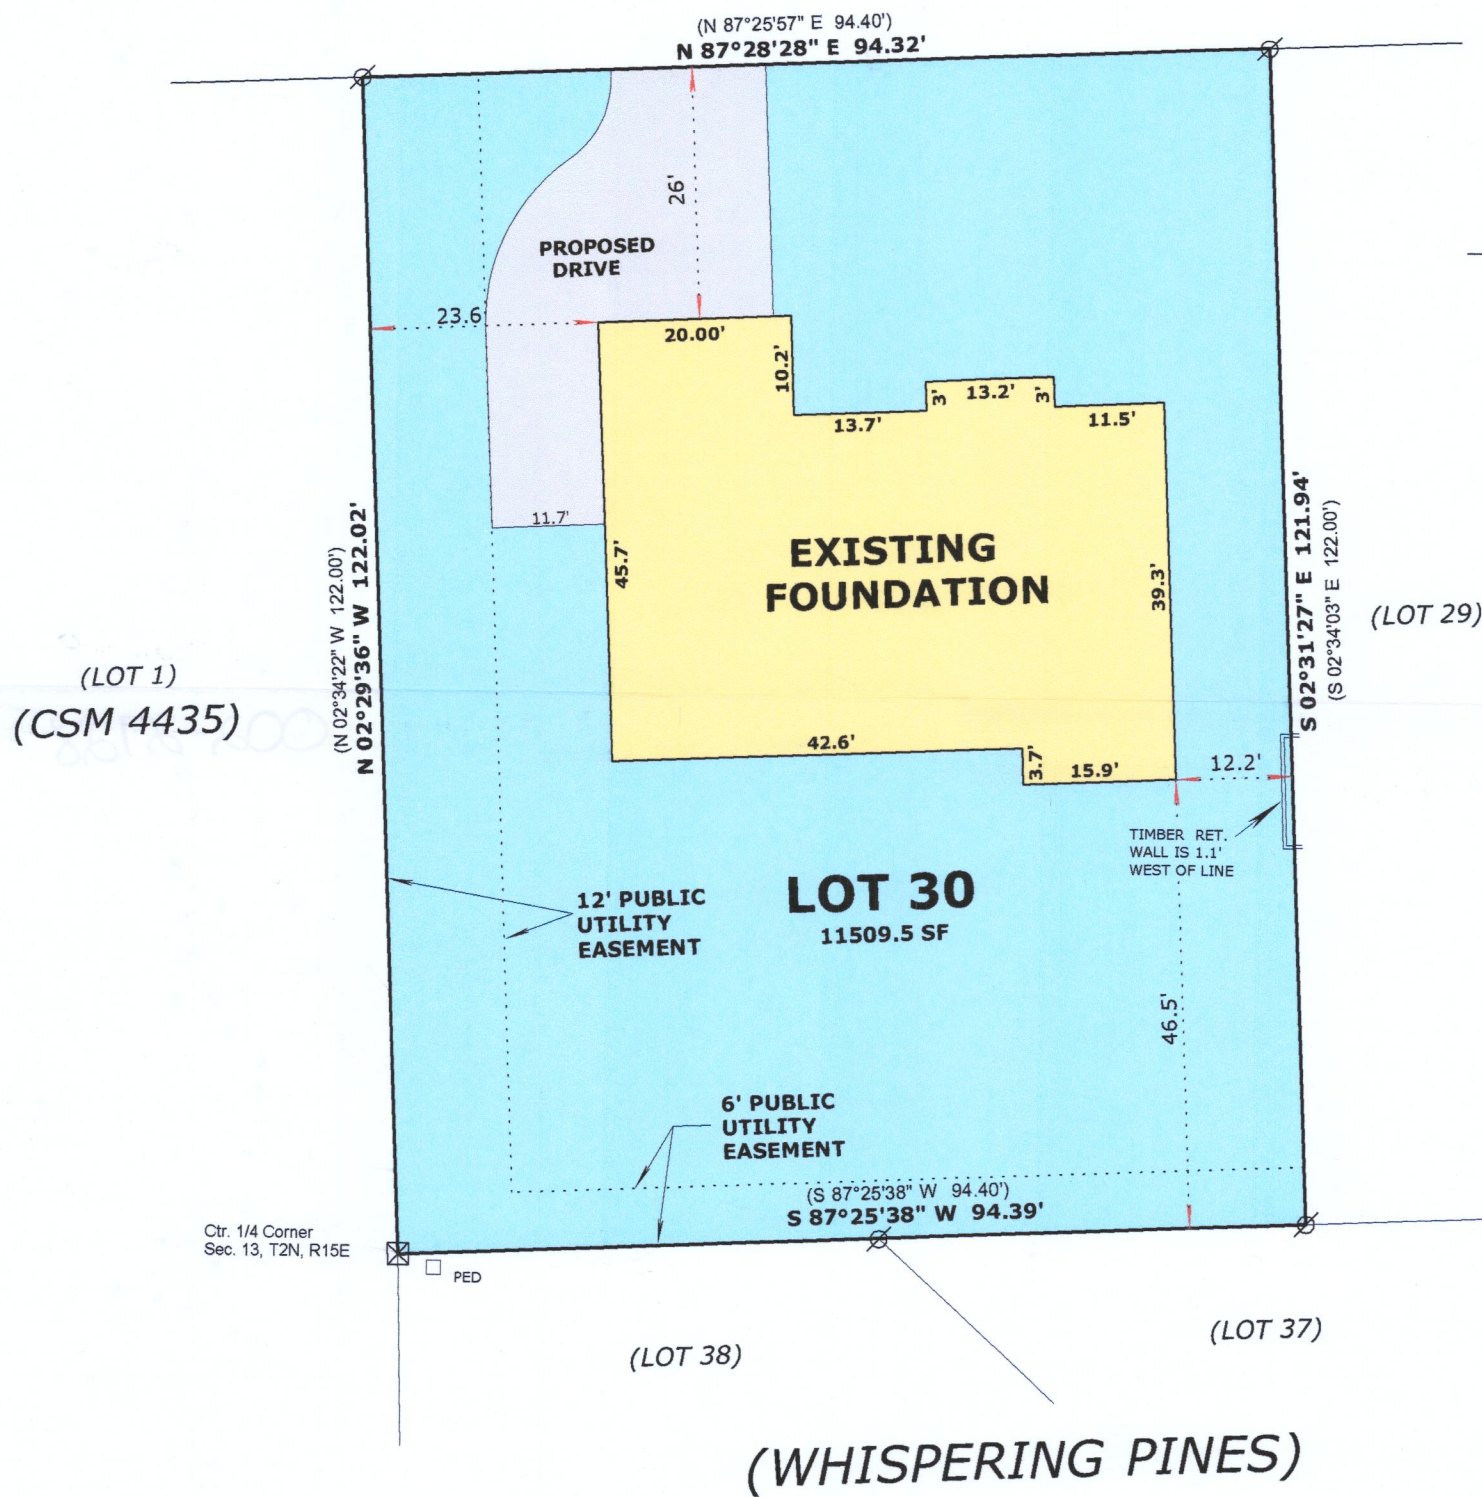 (N 87°25'57" E 94.40')
N 87°28'28" E 94.32'
26'
PROPOSED
DRIVE
23.6
20.00'
10.2'
13.7'
3'
13.2'
3'
11.5'
11.7'
45.7'
EXISTING
FOUNDATION
39.3'
(N 02°34'22" W 122.00')
N 02°29'36" W 122.02'
S 02°31'27" E 121.94'
(S 02°34'03" E 122.00')
(LOT 29)
(LOT 1)
(CSM 4435)
42.6'
3.7'
15.9'
12.2'
TIMBER RET.
WALL IS 1.1'
WEST OF LINE
12' PUBLIC
UTILITY
EASEMENT
LOT 30
11509.5 SF
46.5'
6' PUBLIC
UTILITY
EASEMENT
(S 87°25'38" W 94.40')
S 87°25'38" W 94.39'
Ctr. 1/4 Corner
Sec. 13, T2N, R15E
PED
(LOT 38)
(LOT 37)
(WHISPERING PINES)